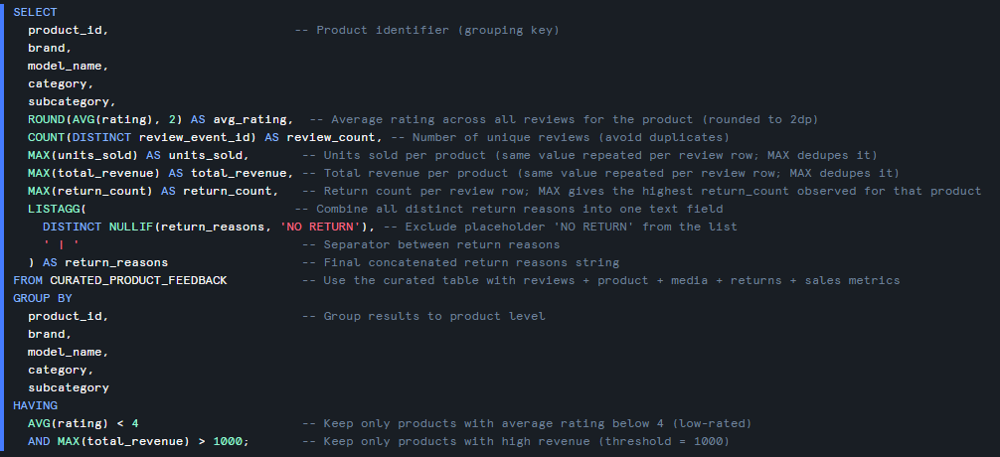 SELECT
  product_id,                          -- Product identifier (grouping key)
  brand,
  model_name,
  category,
  subcategory,
  ROUND(AVG(rating), 2) AS avg_rating,  -- Average rating across all reviews for the product (rounded to 2dp)
  COUNT(DISTINCT review_event_id) AS review_count, -- Number of unique reviews (avoid duplicates)
  MAX(units_sold) AS units_sold,       -- Units sold per product (same value repeated per review row; MAX dedupes it)
  MAX(total_revenue) AS total_revenue, -- Total revenue per product (same value repeated per review row; MAX dedupes it)
  MAX(return_count) AS return_count,   -- Return count per review row; MAX gives the highest return_count observed for that product
  LISTAGG(                             -- Combine all distinct return reasons into one text field
    DISTINCT NULLIF(return_reasons, 'NO RETURN'), -- Exclude placeholder 'NO RETURN' from the list
    ' | '                              -- Separator between return reasons
  ) AS return_reasons                  -- Final concatenated return reasons string
FROM CURATED_PRODUCT_FEEDBACK          -- Use the curated table with reviews + product + media + returns + sales metrics
GROUP BY
  product_id,                          -- Group results to product level
  brand,
  model_name,
  category,
  subcategory
HAVING
  AVG(rating) < 4                      -- Keep only products with average rating below 4 (low-rated)
  AND MAX(total_revenue) > 1000;       -- Keep only products with high revenue (threshold = 1000)